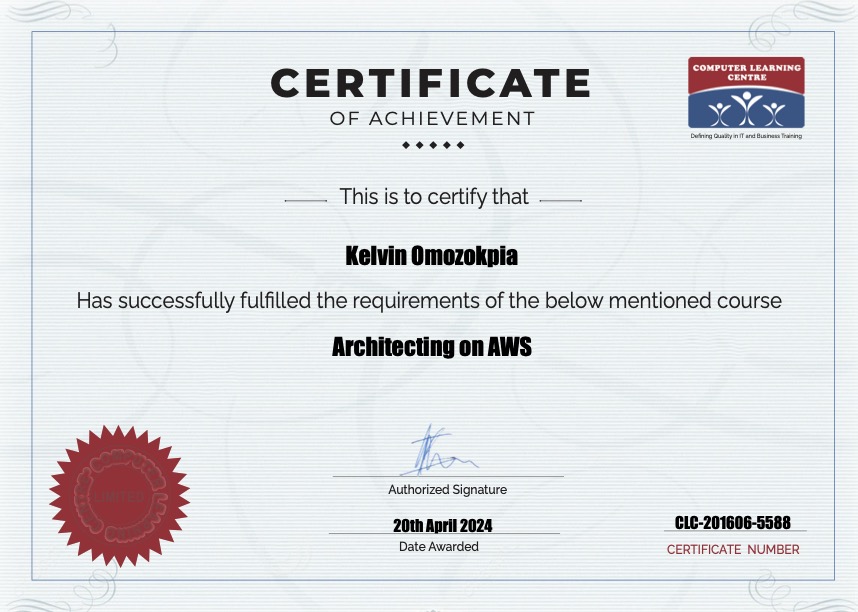 CERTIFICATE
OF ACHIEVEMENT
COMPUTER LEARNING
CENTRE
Defining Quality in IT and Business Training
This is to certify that
Kelvin Omozokpia
Has successfully fulfilled the requirements of the below mentioned course
Architecting on AWS
LIMITED
Authorized Signature
20th April 2024
Date Awarded
CLC-201606-5588
CERTIFICATE NUMBER